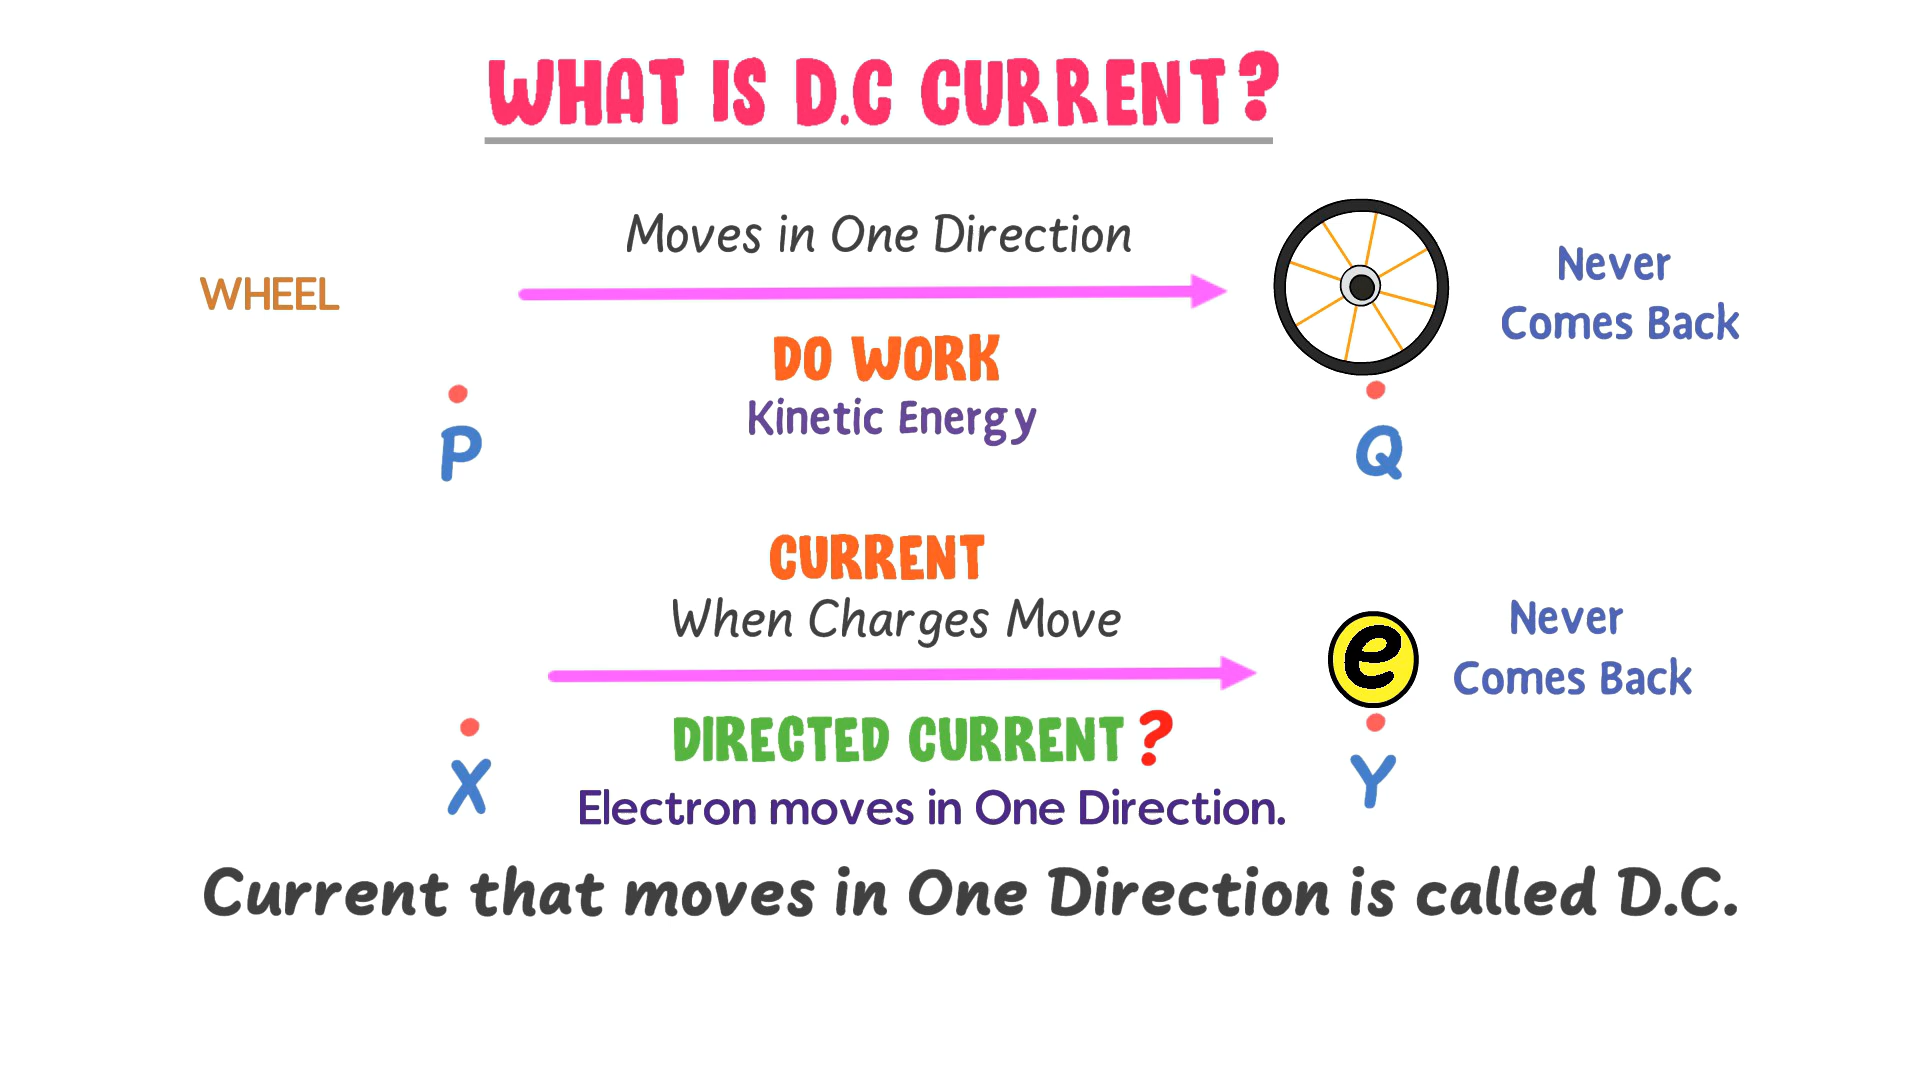 WHAT IS D.C CURRENT?
Moves in One Direction
WHEEL
Never
Comes Back
DO WORK
Kinetic Energy
P
Q
CURRENT
When Charges Move
e
Never
Comes Back
DIRECTED CURRENT?
X
Y
Electron moves in One Direction.
Current that moves in One Direction is called D.C.